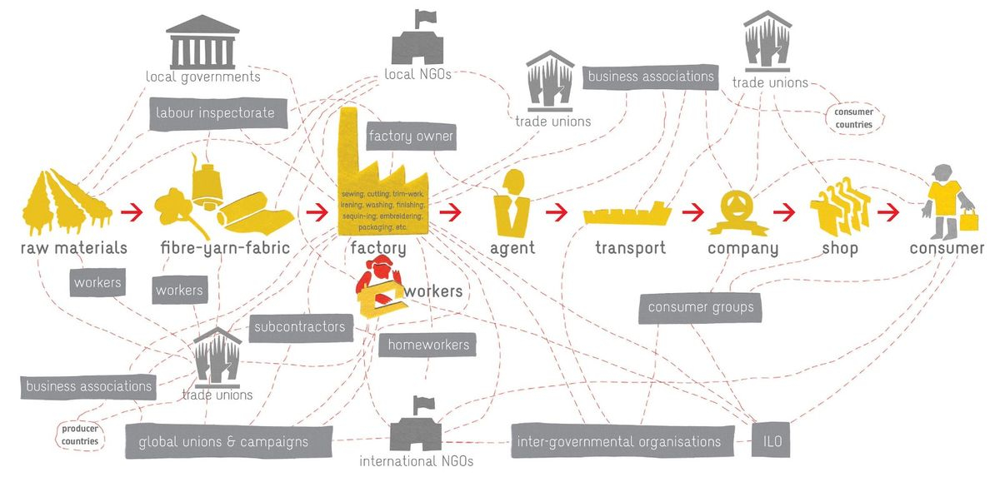 local governments
local NGOs
business associations
trade unions
labour inspectorate
trade unions
consumer
countries
factory owner
sewing, cutting, trim-work,
ironing, washing, finishing,
sequin-ing, embroidering,
packaging, etc.
raw materials
fibre-yarn-fabric
factory
agent
transport
company
shop
consumer
workers
workers
workers
consumer groups
subcontractors
homeworkers
business associations
trade unions
producer
countries
global unions & campaigns
international NGOs
inter-governmental organisations
ILO